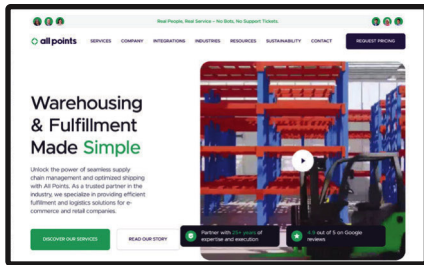 Real People, Real Service – No Bots, No Support Tickets.
all points
SERVICES
COMPANY
INTEGRATIONS
INDUSTRIES
RESOURCES
SUSTAINABILITY
CONTACT
REQUEST PRICING
Warehousing
& Fulfillment
Made Simple
Unlock the power of seamless supply
chain management and optimized shipping
with All Points. As a trusted partner in the
industry, we specialize in providing efficient
fulfillment and logistics solutions for e-
commerce and retail companies.
DISCOVER OUR SERVICES
READ OUR STORY
Partner with 25+ years of
expertise and execution
4.9 out of 5 on Google
reviews